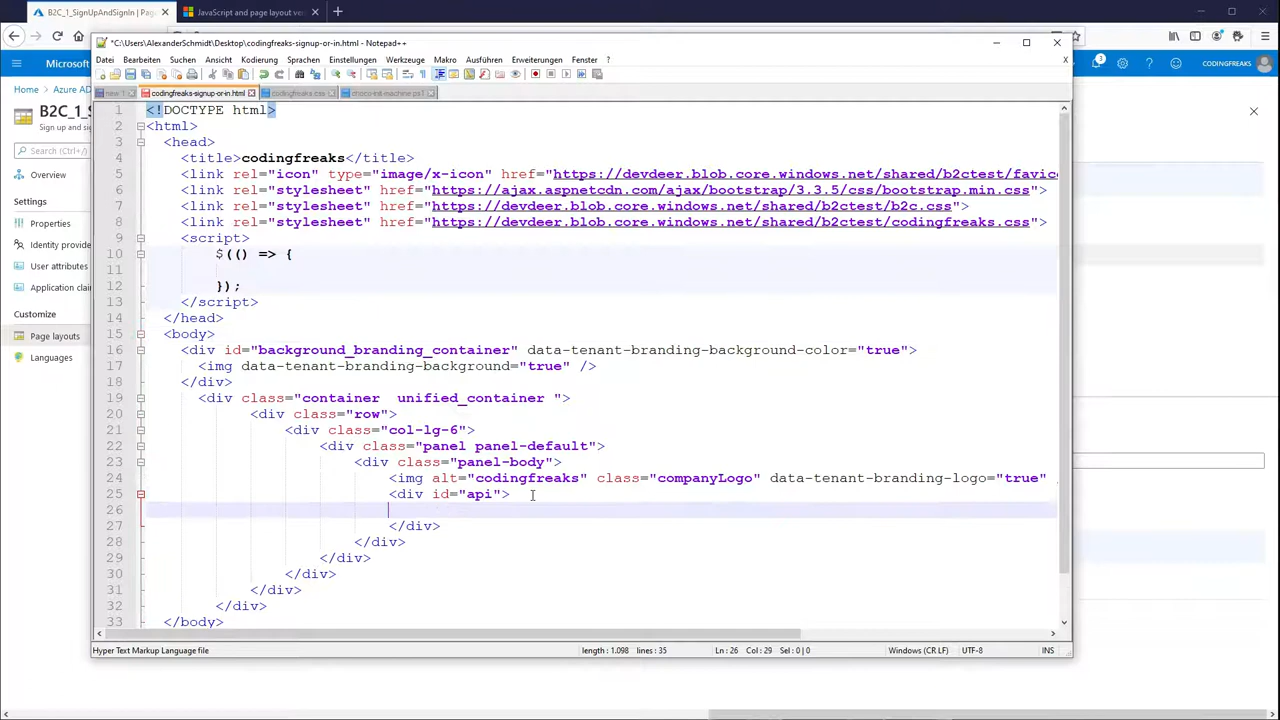 B2C_1_SignUpAndSignIn | Pag
JavaScript and page layout vers
*C:\Users\AlexanderSchmidt\Desktop\codingfreaks-signup-or-in.html - Notepad++
Datei Bearbeiten Suchen Ansicht Kodierung Sprachen Einstellungen Werkzeuge Makro Ausführen Erweiterungen Fenster ?
X
new 1 codingfreaks-signup-or-in.html codingfreaks.css
Microsoft
CODINGFREAKS
Home > Azure AD
B2C_1_S
Sign up and sign
Search (Ctrl+/)
Overview
Settings
Properties
Identity provide
User attributes
Application clai
Customize
Page layouts
Languages
1 <!DOCTYPE html>
2 <html>
3 <head>
4 <title>codingfreaks</title>
5 <link rel="icon" type="image/x-icon" href="https://devdeer.blob.core.windows.net/shared/b2ctest/favico
6 <link rel="stylesheet" href="https://ajax.aspnetcdn.com/ajax/bootstrap/3.3.5/css/bootstrap.min.css">
7 <link rel="stylesheet" href="https://devdeer.blob.core.windows.net/shared/b2ctest/b2c.css">
8 <link rel="stylesheet" href="https://devdeer.blob.core.windows.net/shared/b2ctest/codingfreaks.css">
9 <script>
10 $(() => {
11
12 });
13 </script>
14 </head>
15 <body>
16 <div id="background_branding_container" data-tenant-branding-background-color="true">
17 <img data-tenant-branding-background="true" />
18 </div>
19 <div class="container  unified_container ">
20 <div class="row">
21 <div class="col-lg-6">
22 <div class="panel panel-default">
23 <div class="panel-body">
24 <img alt="codingfreaks" class="companyLogo" data-tenant-branding-logo="true" /
25 <div id="api">
26
27 </div>
28 </div>
29 </div>
30 </div>
31 </div>
32 </div>
33 </body>
Hyper Text Markup Language file length : 1.098 lines : 35 Ln : 26 Col : 29 Sel : 0 | 0 Windows (CR LF) UTF-8 INS